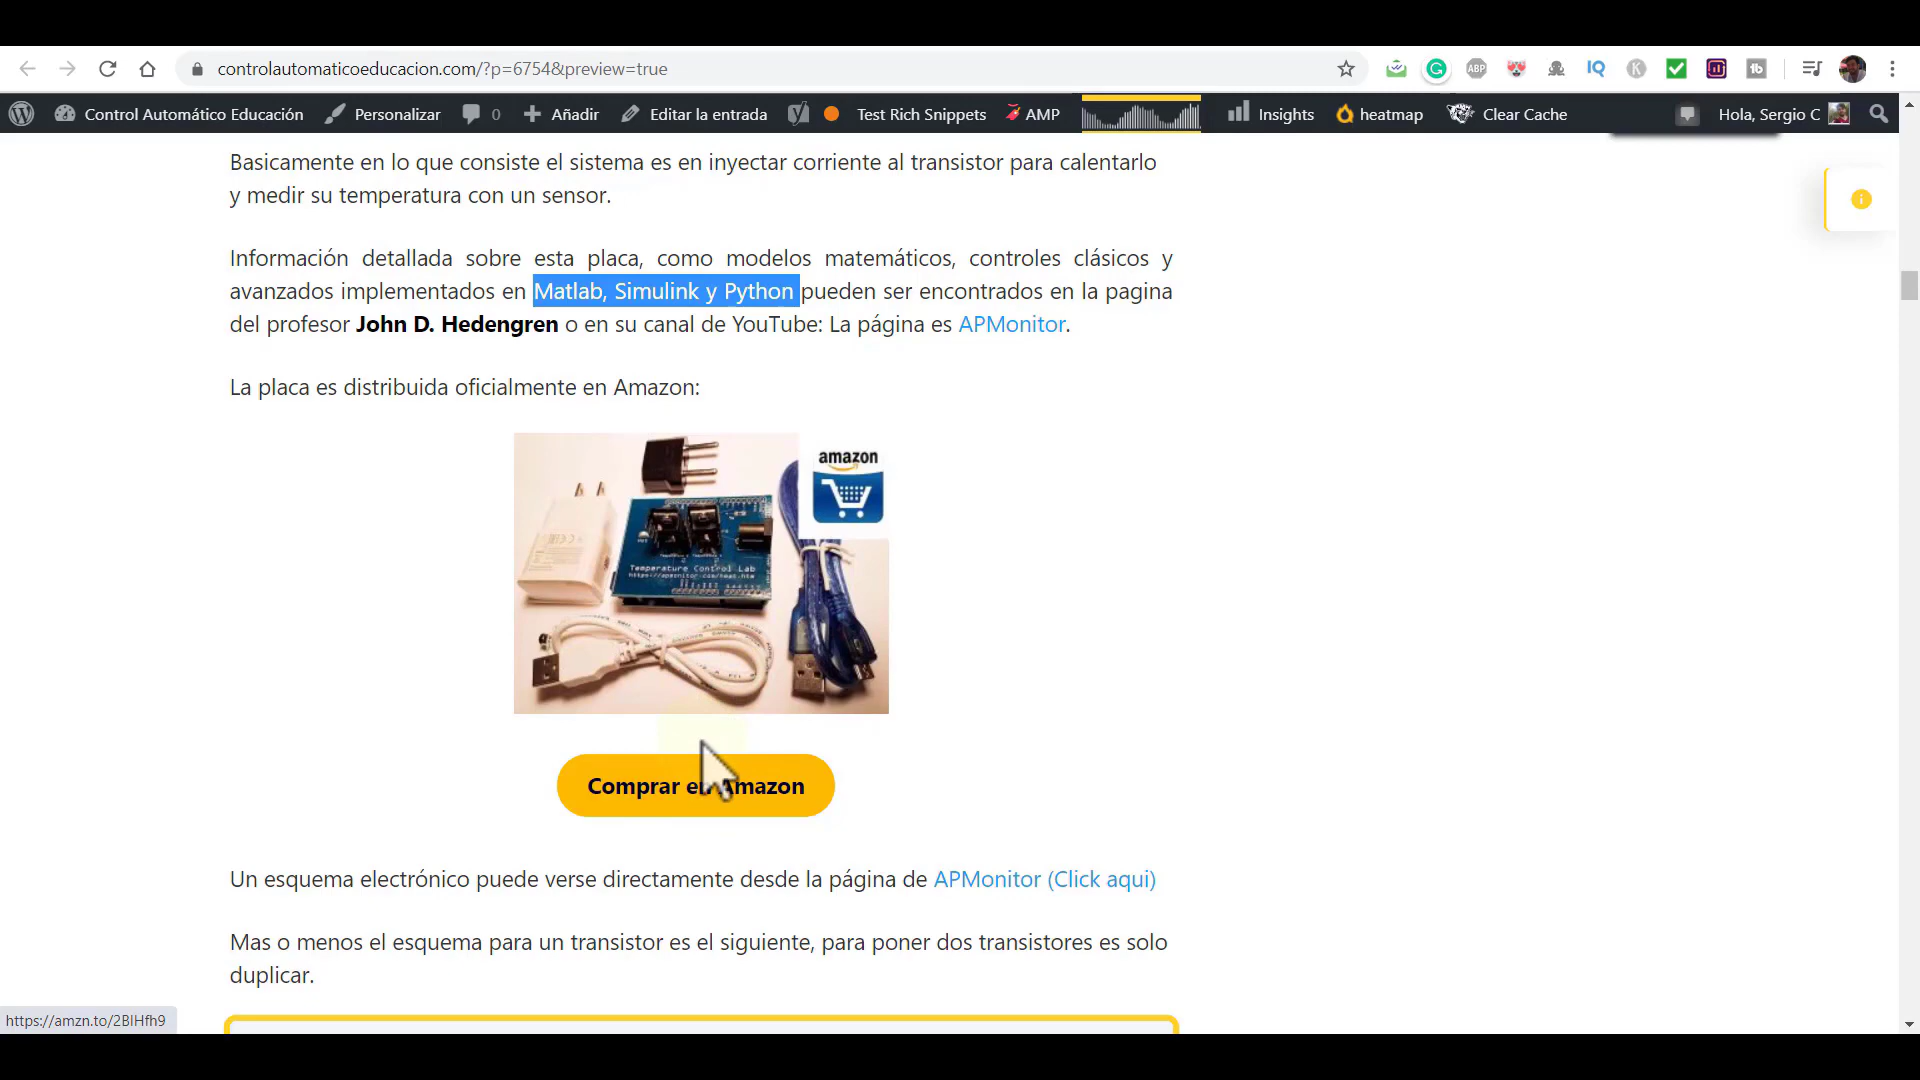 controlautomaticoeducacion.com/?p=6754&preview=true
Control Automático Educación
Personalizar
0
Añadir
Editar la entrada
Test Rich Snippets
AMP
Insights
heatmap
Clear Cache
Hola, Sergio C
Basicamente en lo que consiste el sistema es en inyectar corriente al transistor para calentarlo
y medir su temperatura con un sensor.
Información detallada sobre esta placa, como modelos matemáticos, controles clásicos y
avanzados implementados en Matlab, Simulink y Python pueden ser encontrados en la pagina
del profesor John D. Hedengren o en su canal de YouTube: La página es APMonitor.
La placa es distribuida oficialmente en Amazon:
amazon
Temperature Control Lab
https://apmonitor.com/heat.htm
Comprar en Amazon
Un esquema electrónico puede verse directamente desde la página de APMonitor (Click aqui)
Mas o menos el esquema para un transistor es el siguiente, para poner dos transistores es solo
duplicar.
https://amzn.to/2BIHfh9